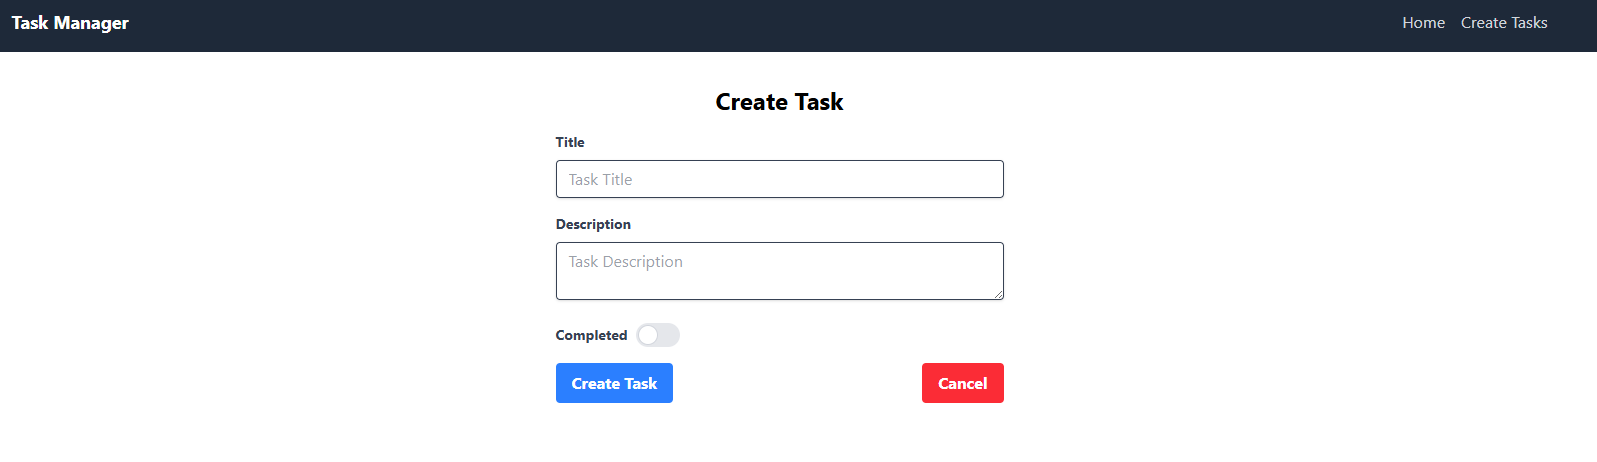 Task Manager
Home Create Tasks
Create Task
Title
Task Title
Description
Task Description
Completed
Create Task
Cancel